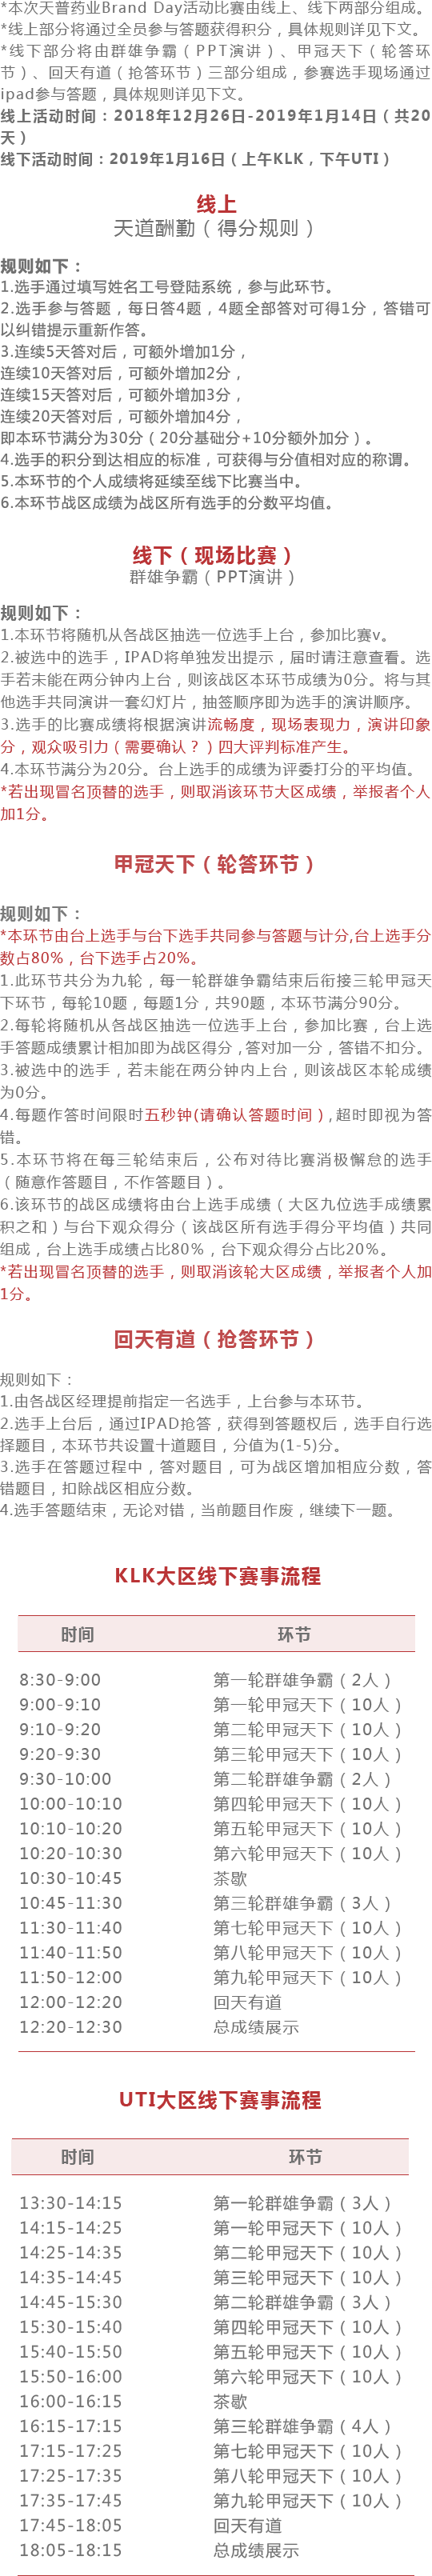 *本次天普药业Brand Day活动比赛由线上、线下两部分组成。
*线上部分将通过全员参与答题获得积分，具体规则详见下文。
*线下部分将由群雄争霸（PPT演讲）、甲冠天下（轮答环
节）、回天有道（抢答环节）三部分组成，参赛选手现场通过
ipad参与答题，具体规则详见下文。
线上活动时间：2018年12月26日-2019年1月14日（共20
天）
线下活动时间：2019年1月16日（上午KLK，下午UTI）
线上
天道酬勤（得分规则）
规则如下：
1.选手通过填写姓名工号登陆系统，参与此环节。
2.选手参与答题，每日答4题，4题全部答对可得1分，答错可
以纠错提示重新作答。
3.连续5天答对后，可额外增加1分，
连续10天答对后，可额外增加2分，
连续15天答对后，可额外增加3分，
连续20天答对后，可额外增加4分，
即本环节满分为30分（20分基础分+10分额外加分）。
4.选手的积分到达相应的标准，可获得与分值相对应的称谓。
5.本环节的个人成绩将延续至线下比赛当中。
6.本环节战区成绩为战区所有选手的分数平均值。
线下（现场比赛）
群雄争霸（PPT演讲）
规则如下：
1.本环节将随机从各战区抽选一位选手上台，参加比赛v。
2.被选中的选手，IPAD将单独发出提示，届时请注意查看。选
手若未能在两分钟内上台，则该战区本环节成绩为0分。将与其
他选手共同演讲一套幻灯片，抽签顺序即为选手的演讲顺序。
3.选手的比赛成绩将根据演讲流畅度，现场表现力，演讲印象
分，观众吸引力（需要确认？）四大评判标准产生。
4.本环节满分为20分。台上选手的成绩为评委打分的平均值。
*若出现冒名顶替的选手，则取消该环节大区成绩，举报者个人
加1分。
甲冠天下（轮答环节）
规则如下：
*本环节由台上选手与台下选手共同参与答题与计分,台上选手分
数占80%，台下选手占20%。
1.此环节共分为九轮，每一轮群雄争霸结束后衔接三轮甲冠天
下环节，每轮10题，每题1分，共90题，本环节满分90分。
2.每轮将随机从各战区抽选一位选手上台，参加比赛，台上选
手答题成绩累计相加即为战区得分，答对加一分，答错不扣分。
3.被选中的选手，若未能在两分钟内上台，则该战区本轮成绩
为0分。
4.每题作答时间限时五秒钟(请确认答题时间），超时即视为答
错。
5.本环节将在每三轮结束后，公布对待比赛消极懈怠的选手
（随意作答题目，不作答题目）。
6.该环节的战区成绩将由台上选手成绩（大区九位选手成绩累
积之和）与台下观众得分（该战区所有选手得分平均值）共同
组成，台上选手成绩占比80%，台下观众得分占比20%。
*若出现冒名顶替的选手，则取消该轮大区成绩，举报者个人加
1分。
回天有道（抢答环节）
规则如下：
1.由各战区经理提前指定一名选手，上台参与本环节。
2.选手上台后，通过IPAD抢答，获得到答题权后，选手自行选
择题目，本环节共设置十道题目，分值为(1-5)分。
3.选手在答题过程中，答对题目，可为战区增加相应分数，答
错题目，扣除战区相应分数。
4.选手答题结束，无论对错，当前题目作废，继续下一题。
KLK大区线下赛事流程
时间 环节
8:30-9:00 第一轮群雄争霸（2人）
9:00-9:10 第一轮甲冠天下（10人）
9:10-9:20 第二轮甲冠天下（10人）
9:20-9:30 第三轮甲冠天下（10人）
9:30-10:00 第二轮群雄争霸（2人）
10:00-10:10 第四轮甲冠天下（10人）
10:10-10:20 第五轮甲冠天下（10人）
10:20-10:30 第六轮甲冠天下（10人）
10:30-10:45 茶歇
10:45-11:30 第三轮群雄争霸（3人）
11:30-11:40 第七轮甲冠天下（10人）
11:40-11:50 第八轮甲冠天下（10人）
11:50-12:00 第九轮甲冠天下（10人）
12:00-12:20 回天有道
12:20-12:30 总成绩展示
UTI大区线下赛事流程
时间 环节
13:30-14:15 第一轮群雄争霸（3人）
14:15-14:25 第一轮甲冠天下（10人）
14:25-14:35 第二轮甲冠天下（10人）
14:35-14:45 第三轮甲冠天下（10人）
14:45-15:30 第二轮群雄争霸（3人）
15:30-15:40 第四轮甲冠天下（10人）
15:40-15:50 第五轮甲冠天下（10人）
15:50-16:00 第六轮甲冠天下（10人）
16:00-16:15 茶歇
16:15-17:15 第三轮群雄争霸（4人）
17:15-17:25 第七轮甲冠天下（10人）
17:25-17:35 第八轮甲冠天下（10人）
17:35-17:45 第九轮甲冠天下（10人）
17:45-18:05 回天有道
18:05-18:15 总成绩展示